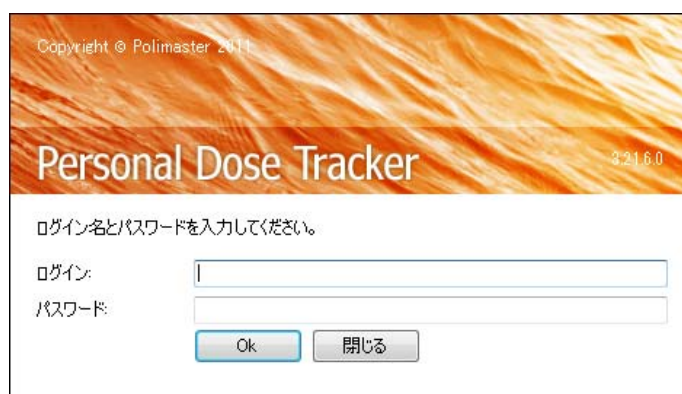 Copyright © Polimaster 2011
Personal Dose Tracker
3.21.6.0
ログイン名とパスワードを入力してください。
ログイン:
パスワード:
Ok 閉じる